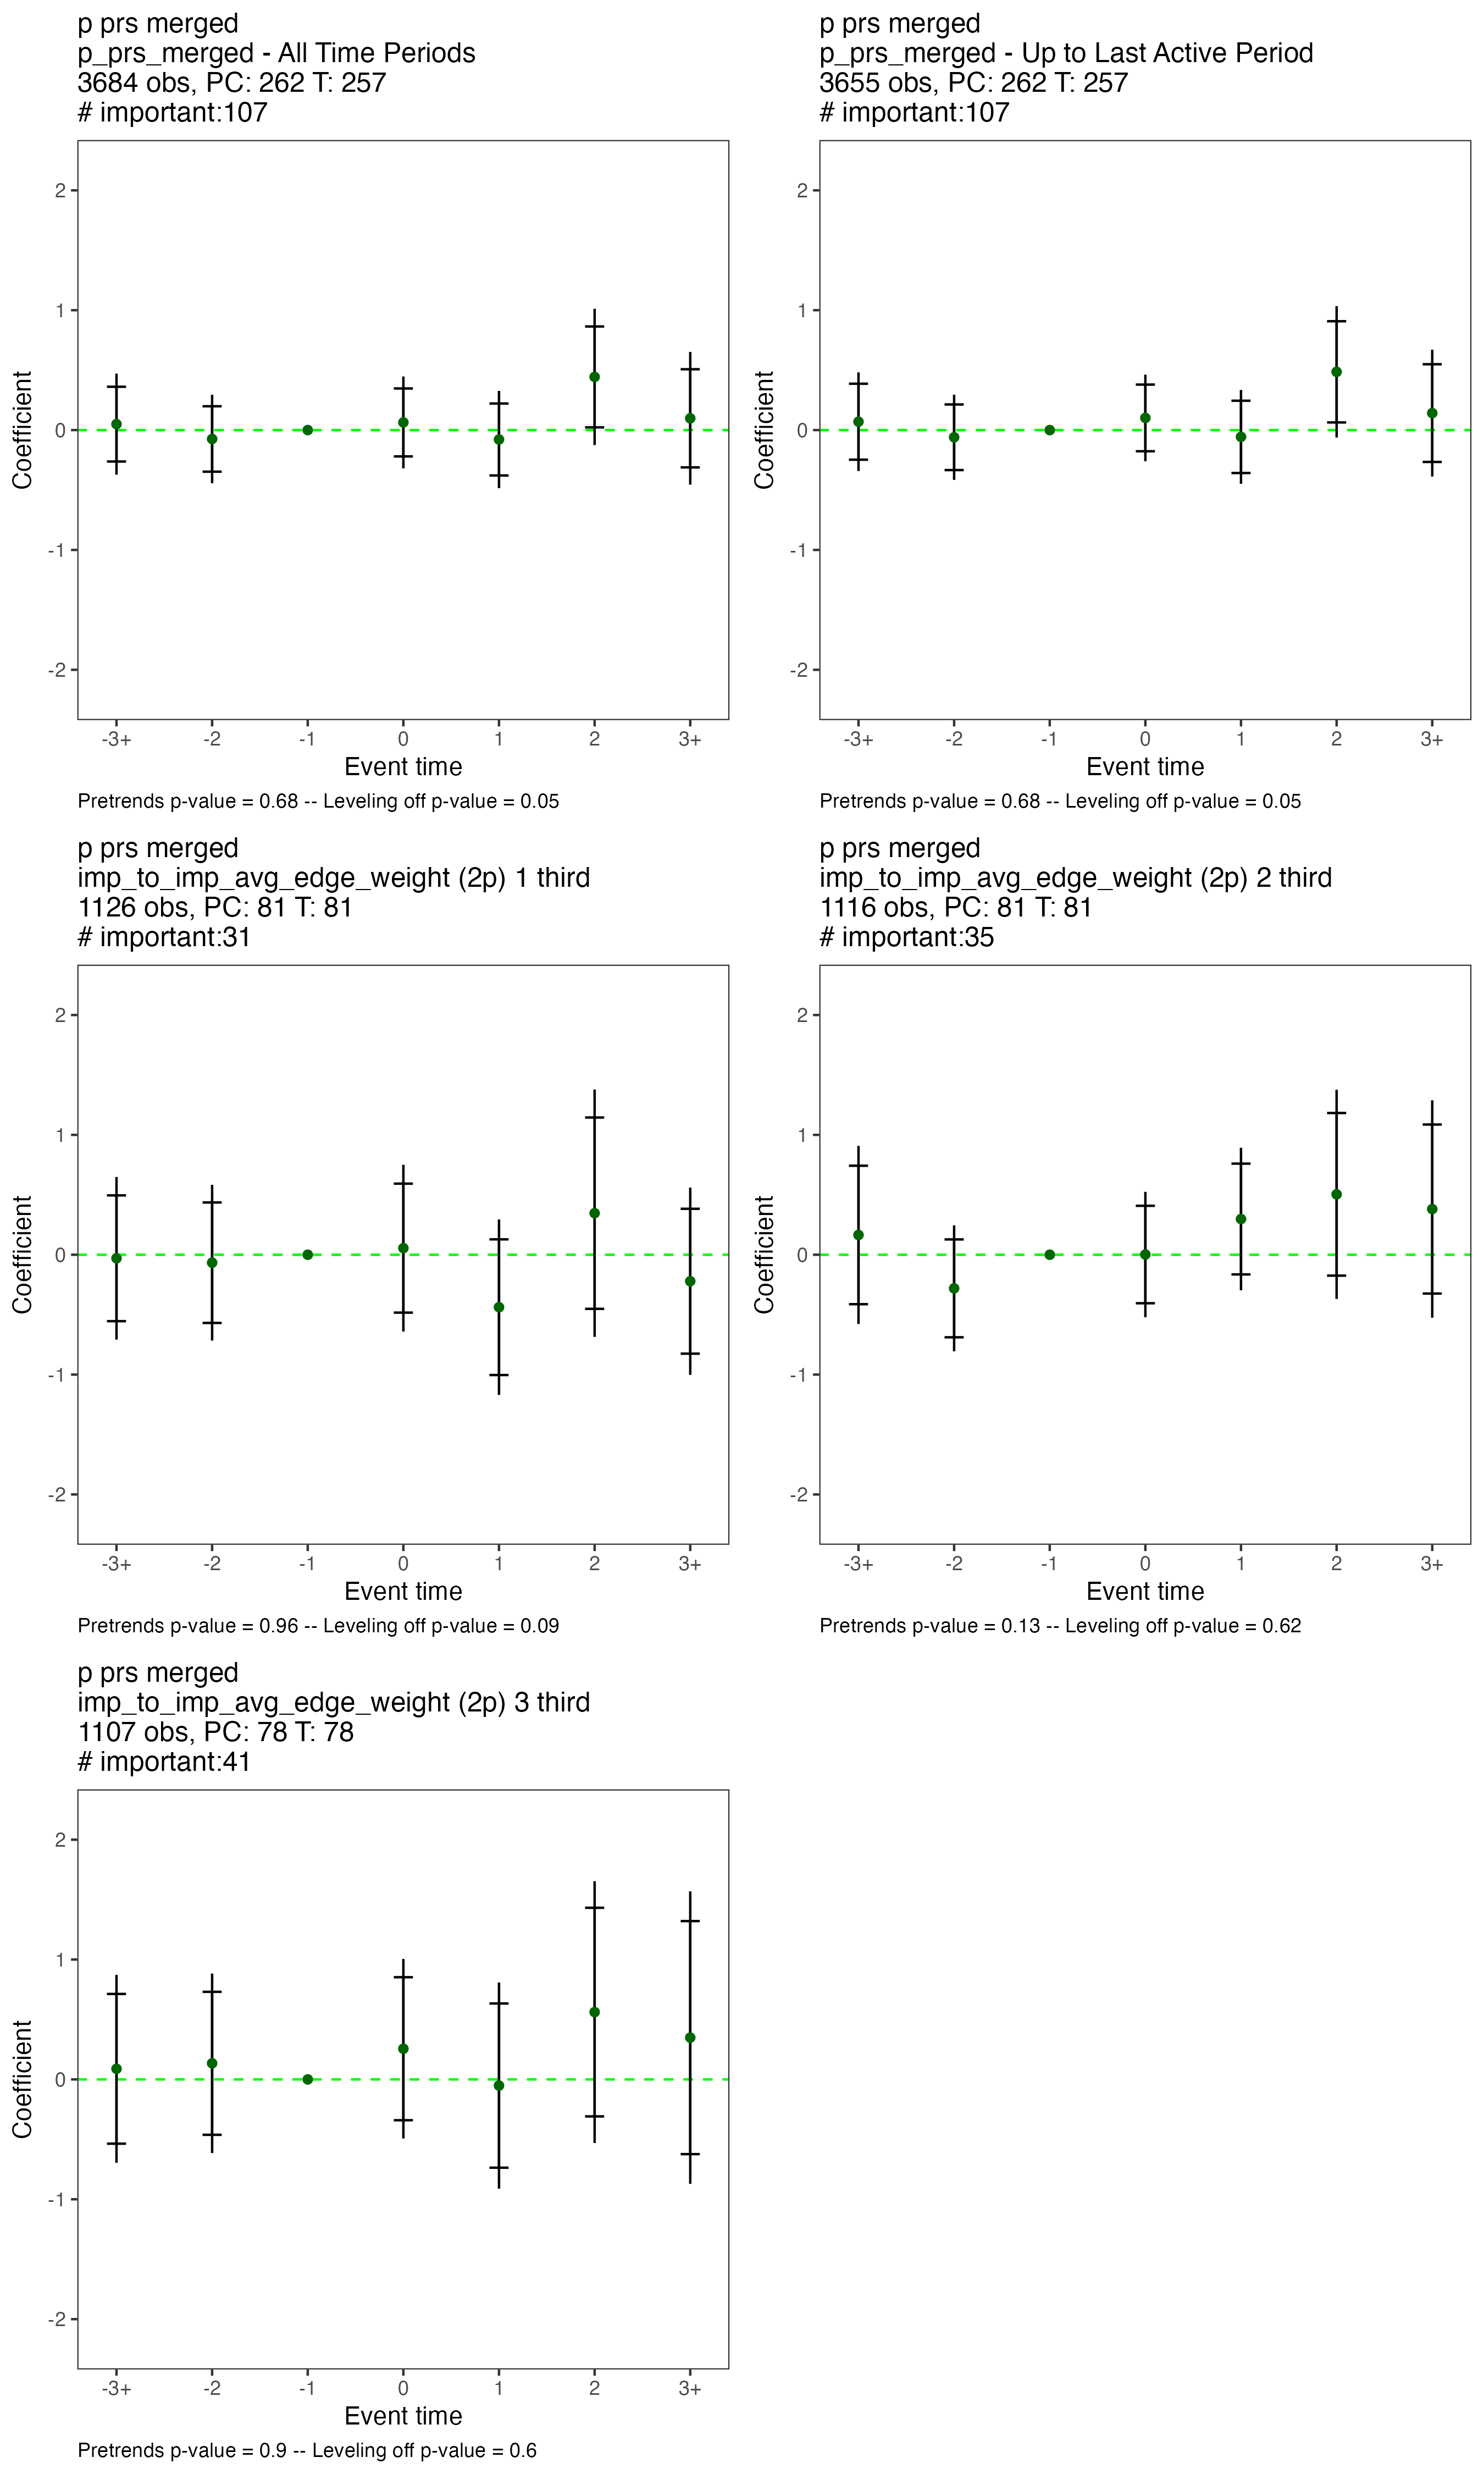 p prs merged
p_prs_merged - All Time Periods
3684 obs, PC: 262 T: 257
# important:107
2
1
0
-1
-2
Coefficient
-3+ -2 -1 0 1 2 3+
Event time
Pretrends p-value = 0.68 -- Leveling off p-value = 0.05
p prs merged
p_prs_merged - Up to Last Active Period
3655 obs, PC: 262 T: 257
# important:107
2
1
0
-1
-2
Coefficient
-3+ -2 -1 0 1 2 3+
Event time
Pretrends p-value = 0.68 -- Leveling off p-value = 0.05
p prs merged
imp_to_imp_avg_edge_weight (2p) 1 third
1126 obs, PC: 81 T: 81
# important:31
2
1
0
-1
-2
Coefficient
-3+ -2 -1 0 1 2 3+
Event time
Pretrends p-value = 0.96 -- Leveling off p-value = 0.09
p prs merged
imp_to_imp_avg_edge_weight (2p) 2 third
1116 obs, PC: 81 T: 81
# important:35
2
1
0
-1
-2
Coefficient
-3+ -2 -1 0 1 2 3+
Event time
Pretrends p-value = 0.13 -- Leveling off p-value = 0.62
p prs merged
imp_to_imp_avg_edge_weight (2p) 3 third
1107 obs, PC: 78 T: 78
# important:41
2
1
0
-1
-2
Coefficient
-3+ -2 -1 0 1 2 3+
Event time
Pretrends p-value = 0.9 -- Leveling off p-value = 0.6